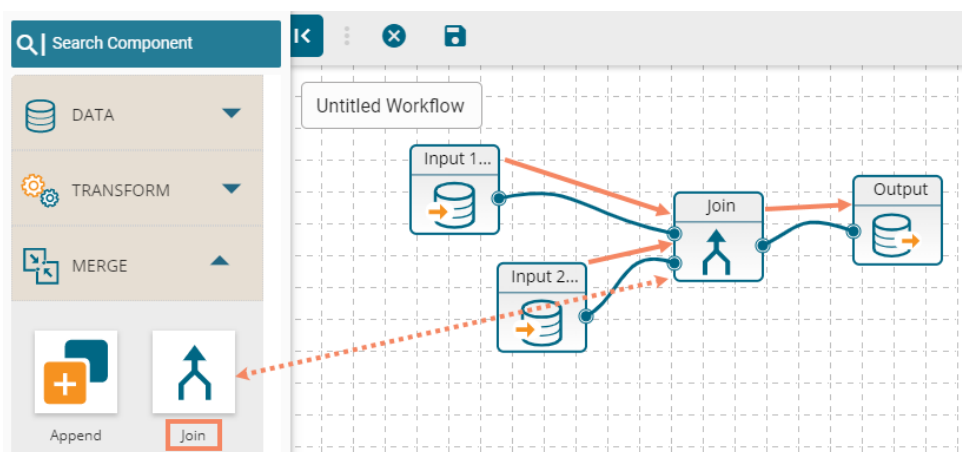 Search Component
DATA
TRANSFORM
MERGE
Append
Join
Untitled Workflow
Input 1...
Input 2...
Join
Output